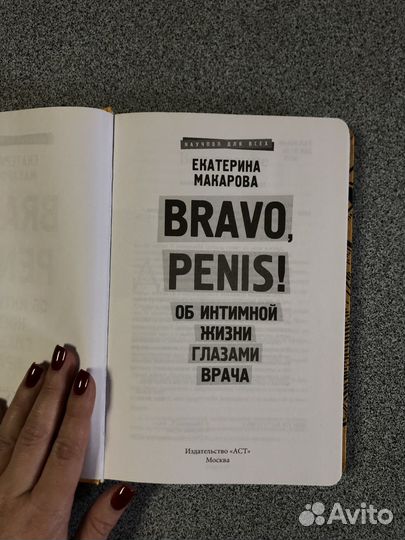 НАУЧПОП ДЛЯ ВСЕХ
ЕКАТЕРИНА
МАКАРОВА
BRAVO,
PENIS!
ОБ ИНТИМНОЙ
ЖИЗНИ
ГЛАЗАМИ
ВРАЧА
Издательство «АСТ»
Москва
Avito